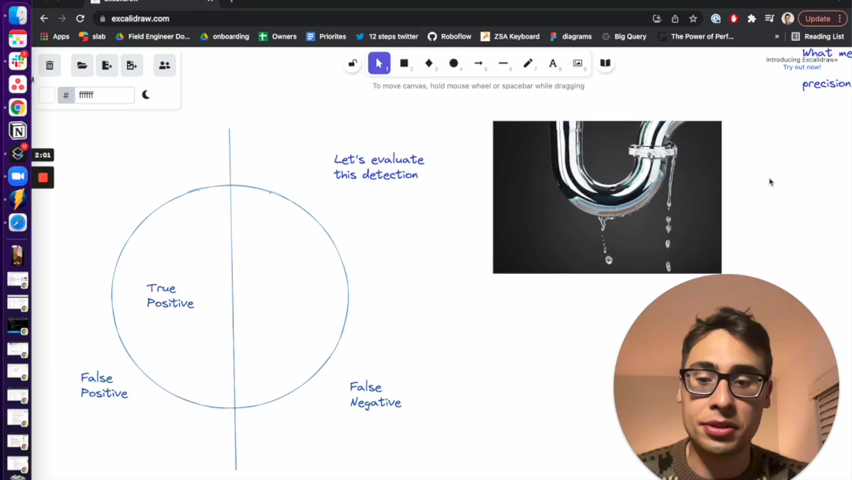 excalidraw.com
Update
Apps
slab
Field Engineer Do...
onboarding
Owners
Priorites
12 steps twitter
Github
Roboflow
ZSA Keyboard
diagrams
Big Query
The Power of Perf...
Reading List
What me
Introducing Excalidraw+
Try out now!
precision
# ffffff
To move canvas, hold mouse wheel or spacebar while dragging
2:01
Let's evaluate
this detection
True
Positive
False
Positive
False
Negative